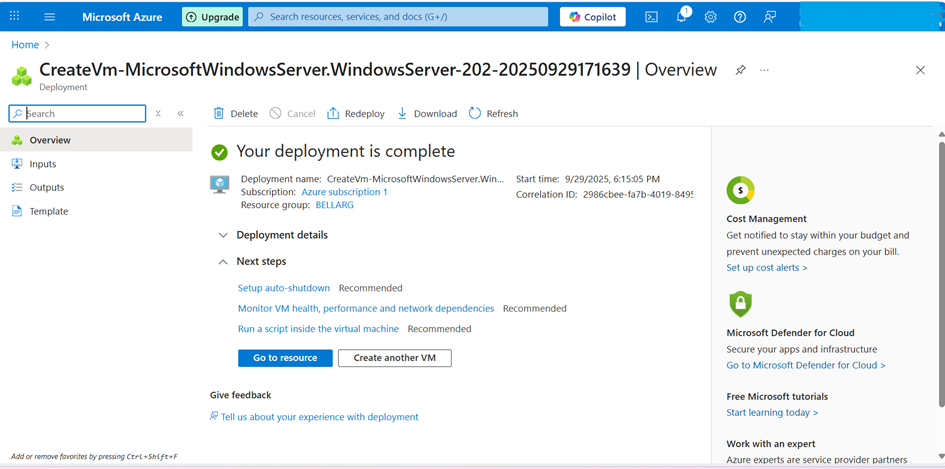 Microsoft Azure
Upgrade
Search resources, services, and docs (G+/)
Copilot
1
Home
CreateVm-MicrosoftWindowsServer.WindowsServer-202-20250929171639 | Overview
Deployment
Search
Delete
Cancel
Redeploy
Download
Refresh
Overview
Inputs
Outputs
Template
Your deployment is complete
Deployment name: CreateVm-MicrosoftWindowsServer.Win...
Subscription: Azure subscription 1
Resource group: BELLARG
Start time: 9/29/2025, 6:15:05 PM
Correlation ID: 2986cbee-fa7b-4019-8495
Deployment details
Next steps
Setup auto-shutdown Recommended
Monitor VM health, performance and network dependencies Recommended
Run a script inside the virtual machine Recommended
Go to resource
Create another VM
Give feedback
Tell us about your experience with deployment
Cost Management
Get notified to stay within your budget and
prevent unexpected charges on your bill.
Set up cost alerts >
Microsoft Defender for Cloud
Secure your apps and infrastructure
Go to Microsoft Defender for Cloud >
Free Microsoft tutorials
Start learning today >
Work with an expert
Azure experts are service provider partners
Add or remove favorites by pressing Ctrl+Shift+F